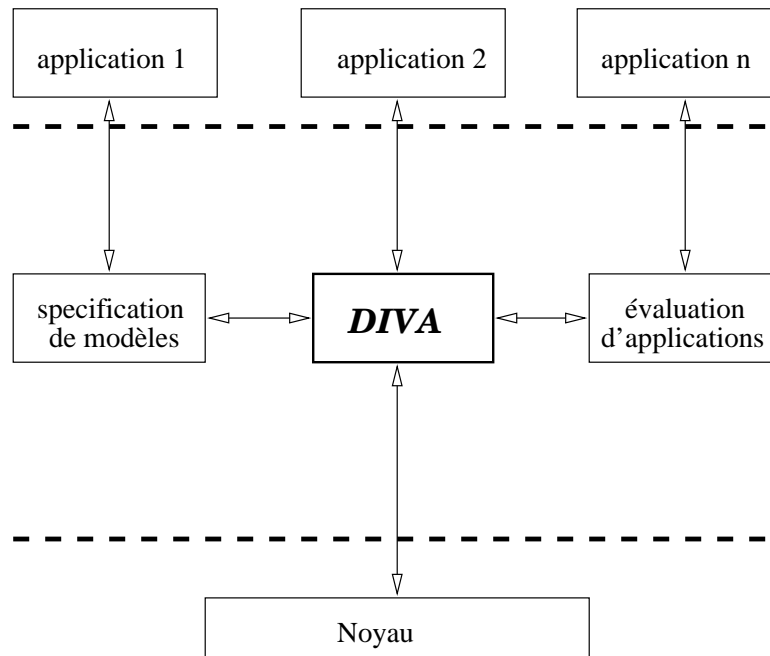 application 1
application 2
application n
specification
de modèles
DIVA
évaluation
d'applications
Noyau